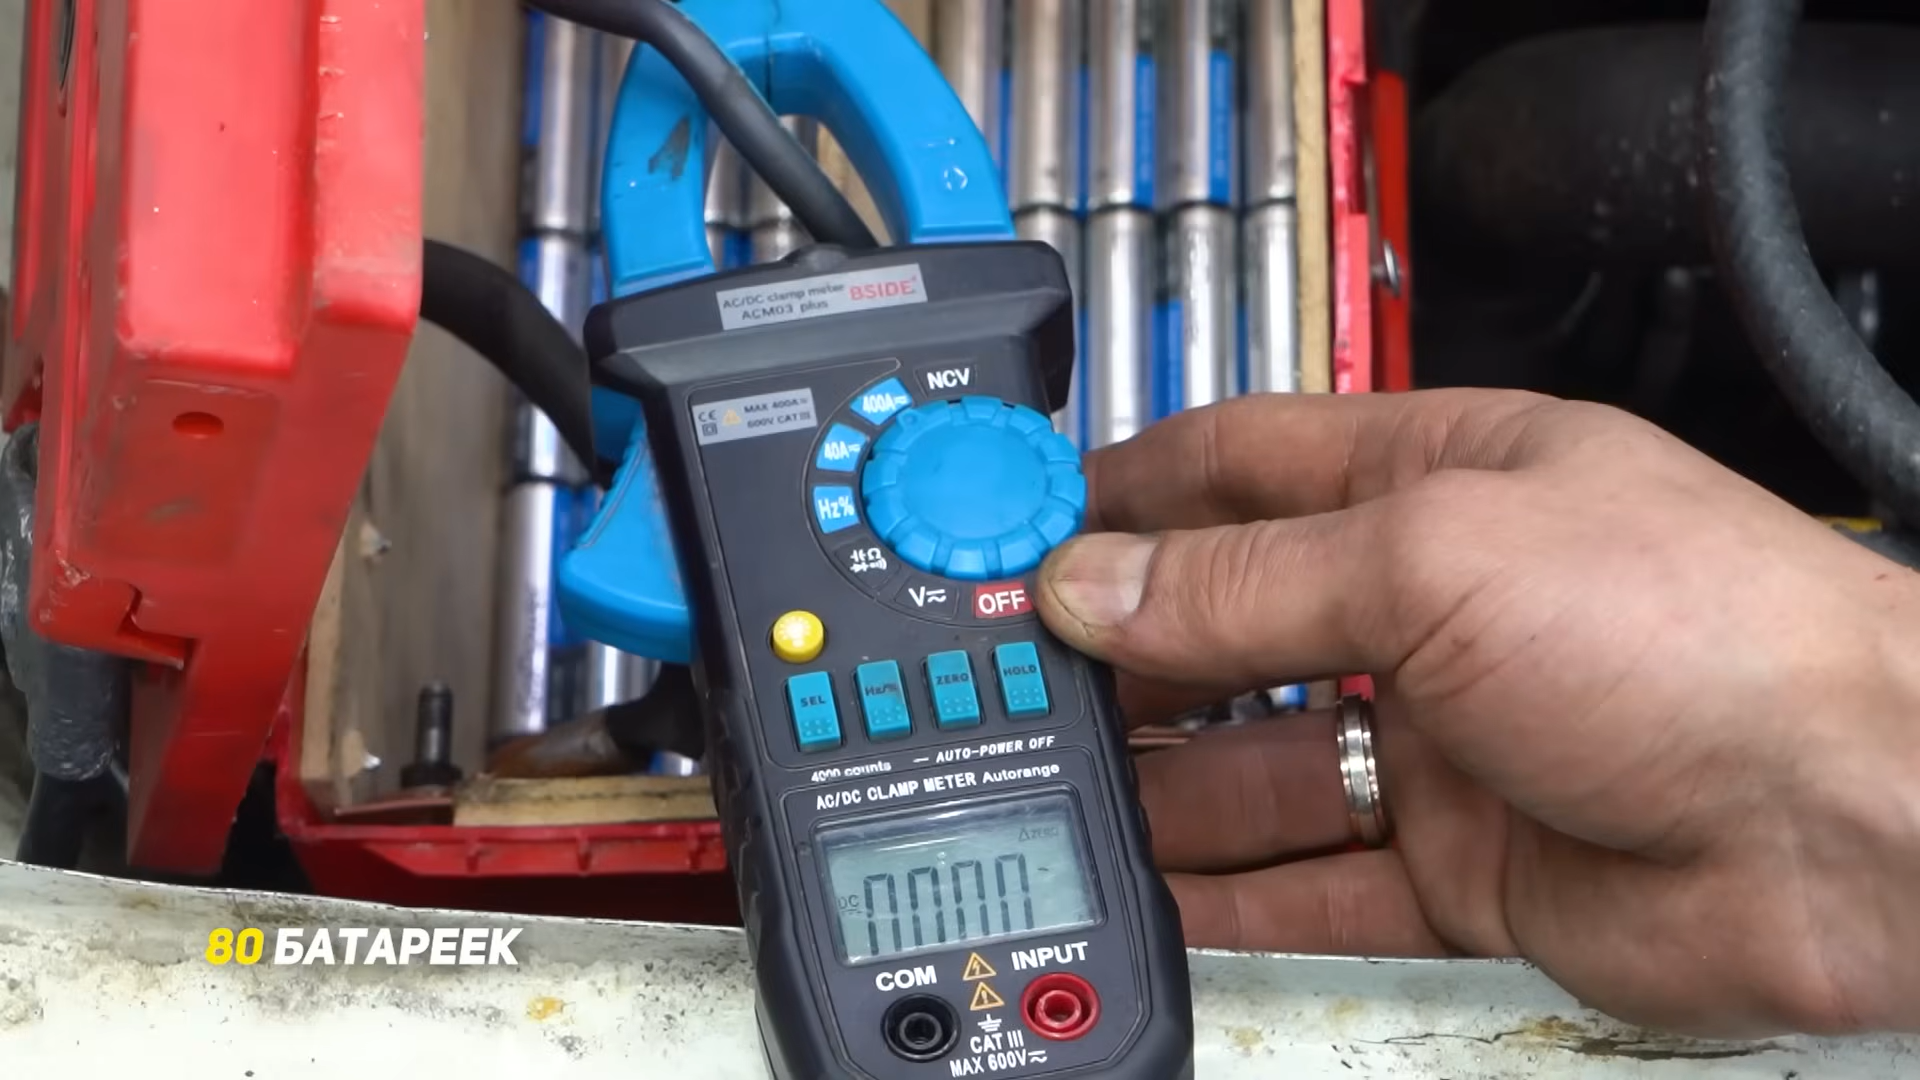 AC/DC clamp meter BSIDE
ACM03 plus
NCV
CE MAX 400A
600V CAT III
400A
40A
Hz%
Ω
V
OFF
SEL
Hz/%
ZERO
HOLD
4000 counts — AUTO-POWER OFF
AC/DC CLAMP METER Autorange
ΔZERO
DC
COM
INPUT
CAT III
MAX 600V
80 БАТАРЕЕК